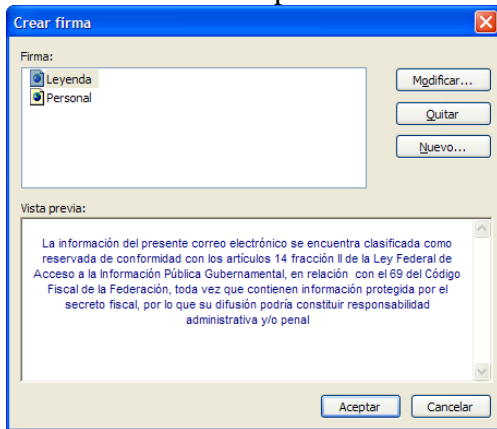 Crear firma
Firma:
Leyenda
Personal
Modificar...
Quitar
Nuevo...
Vista previa:
La información del presente correo electrónico se encuentra clasificada como
reservada de conformidad con los artículos 14 fracción II de la Ley Federal de
Acceso a la Información Pública Gubernamental, en relación con el 69 del Código
Fiscal de la Federación, toda vez que contienen información protegida por el
secreto fiscal, por lo que su difusión podría constituir responsabilidad
administrativa y/o penal
Aceptar
Cancelar